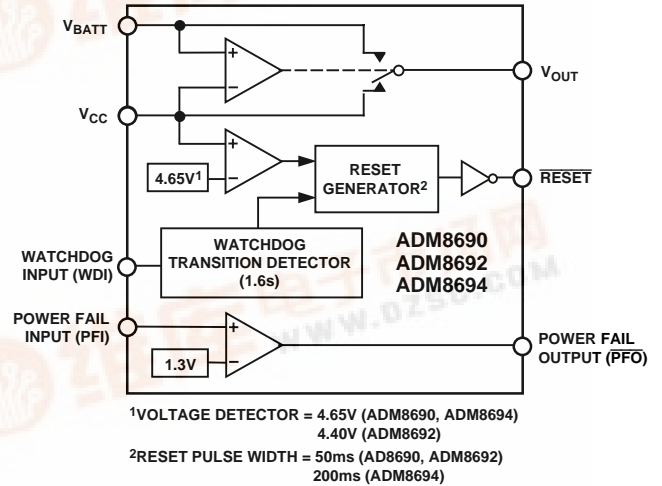 VBATT
VOUT
VCC
4.65V1
RESET
GENERATOR2
RESET
WATCHDOG
INPUT (WDI)
WATCHDOG
TRANSITION DETECTOR
(1.6s)
ADM8690
ADM8692
ADM8694
POWER FAIL
INPUT (PFI)
1.3V
POWER FAIL
OUTPUT (PFO)
1VOLTAGE DETECTOR = 4.65V (ADM8690, ADM8694)
4.40V (ADM8692)
2RESET PULSE WIDTH = 50ms (AD8690, ADM8692)
200ms (ADM8694)